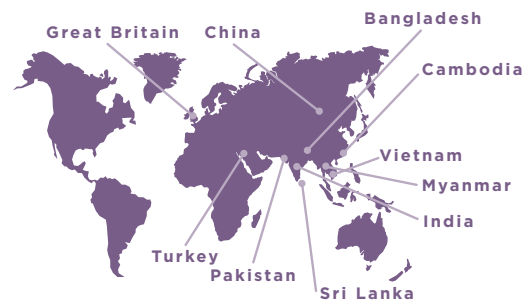 Bangladesh
Great Britain
China
Cambodia
Vietnam
Myanmar
India
Turkey
Pakistan
Sri Lanka